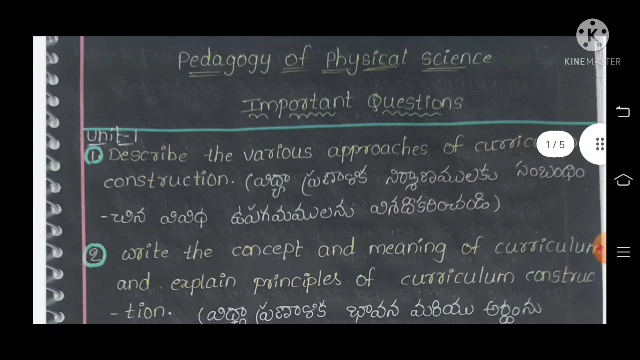 Pedagogy of Physical science
KINEMASTER
Important Questions
Unit-1
1. Describe the various approaches of curric
1/5
construction. (విద్యా ప్రణాళిక నిర్మాణములకు సంబంధిం
-చిన వివిధ ఉపగమములను వివరించండి)
2 write the concept and meaning of curriculum
and explain principles of curriculum construc
-tion. (విద్యా ప్రణాళిక భావన మరియు అర్థంను